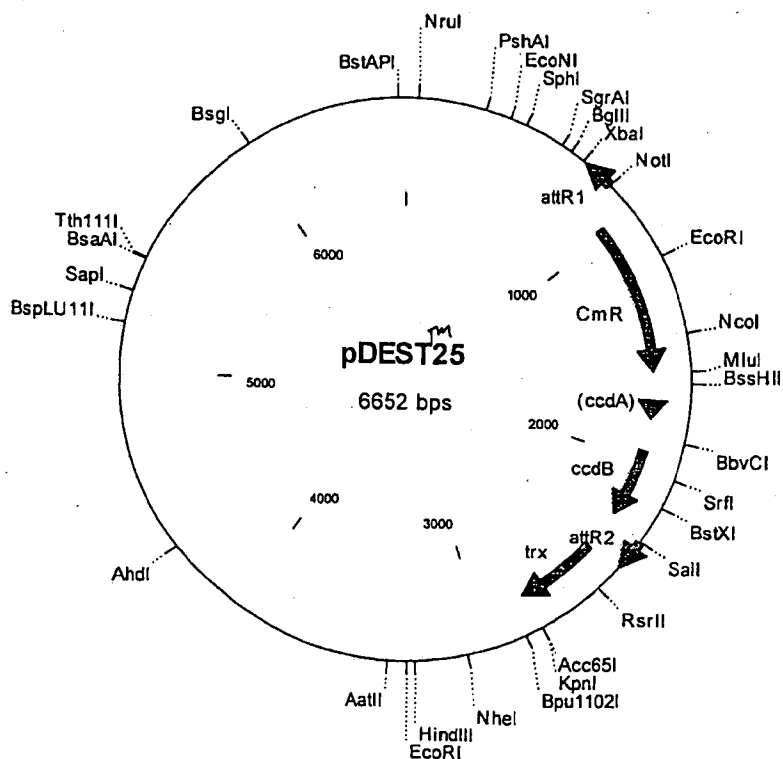 NruI
PshAI
EcoNI
SphI
SgrAI
BglII
XbaI
NotI
attR1
EcoRI
CmR
NcoI
MluI
BssHII
(ccdA)
BbvCI
ccdB
SrfI
BstXI
attR2
SalI
trx
RsrII
Acc65I
KpnI
Bpu1102I
NheI
HindIII
EcoRI
AatII
AhdI
BspLU11I
SapI
BsaAI
Tth111I
BsgI
BstAPI
1000
2000
3000
4000
5000
6000
pDEST25
TM
6652 bps